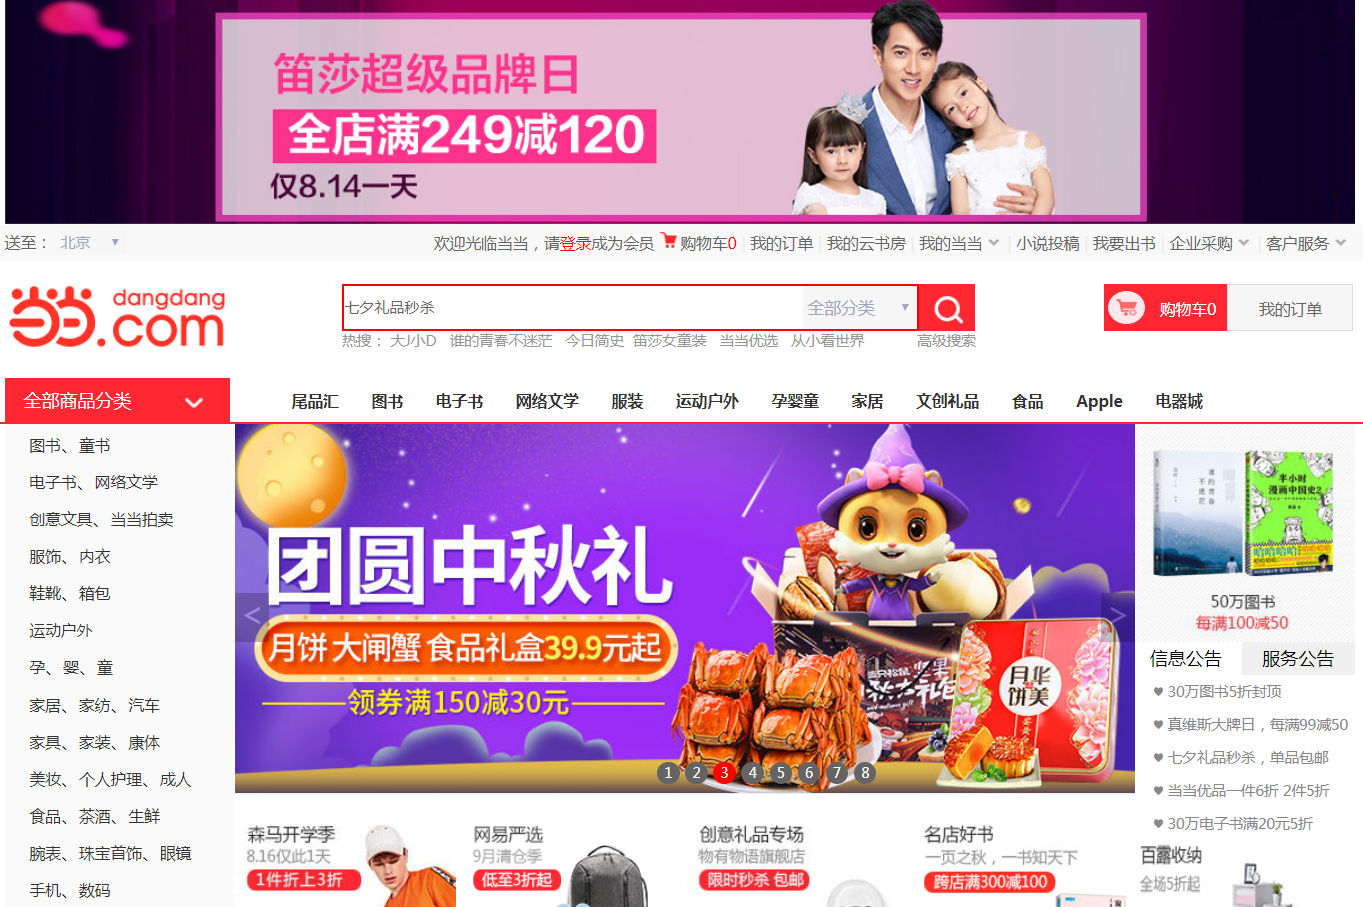 笛莎超级品牌日
全店满249减120
仅8.14一天
送至： 北京 ▼ 欢迎光临当当，请登录成为会员 购物车0 我的订单 我的云书房 我的当当 小说投稿 我要出书 企业采购 客户服务
dangdang
当当.com
七夕礼品秒杀 全部分类 ▼ 购物车0 我的订单
热搜： 大J小D 谁的青春不迷茫 今日简史 笛莎女童装 当当优选 从小看世界 高级搜索
全部商品分类 尾品汇 图书 电子书 网络文学 服装 运动户外 孕婴童 家居 文创礼品 食品 Apple 电器城
图书、童书
电子书、网络文学
创意文具、当当拍卖
服饰、内衣
鞋靴、箱包
运动户外
孕、婴、童
家居、家纺、汽车
家具、家装、康体
美妆、个人护理、成人
食品、茶酒、生鲜
腕表、珠宝首饰、眼镜
手机、数码
团圆中秋礼
月饼 大闸蟹 食品礼盒39.9元起
领券满150减30元
月华饼美
< >
1 2 3 4 5 6 7 8
谁的青春不迷茫
半小时
漫画中国史2
哈哈哈哈
50万图书
每满100减50
信息公告 服务公告
♥ 30万图书5折封顶
♥ 真维斯大牌日，每满99减50
♥ 七夕礼品秒杀，单品包邮
♥ 当当优品一件6折 2件5折
♥ 30万电子书满20元5折
森马开学季
8.16仅此1天
1件折上3折
网易严选
9月清仓季
低至3折起
创意礼品专场
物有物语旗舰店
限时秒杀 包邮
名店好书
一页之秋，一书知天下
跨店满300减100
百露收纳
全场5折起